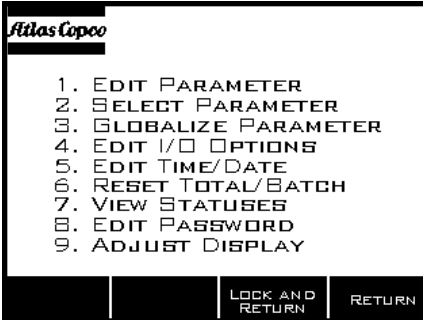 Atlas Copco
1. Edit Parameter
2. Select Parameter
3. Globalize Parameter
4. Edit I/O Options
5. Edit Time/Date
6. Reset Total/Batch
7. View Statuses
8. Edit Password
9. Adjust Display
Lock and
Return
Return